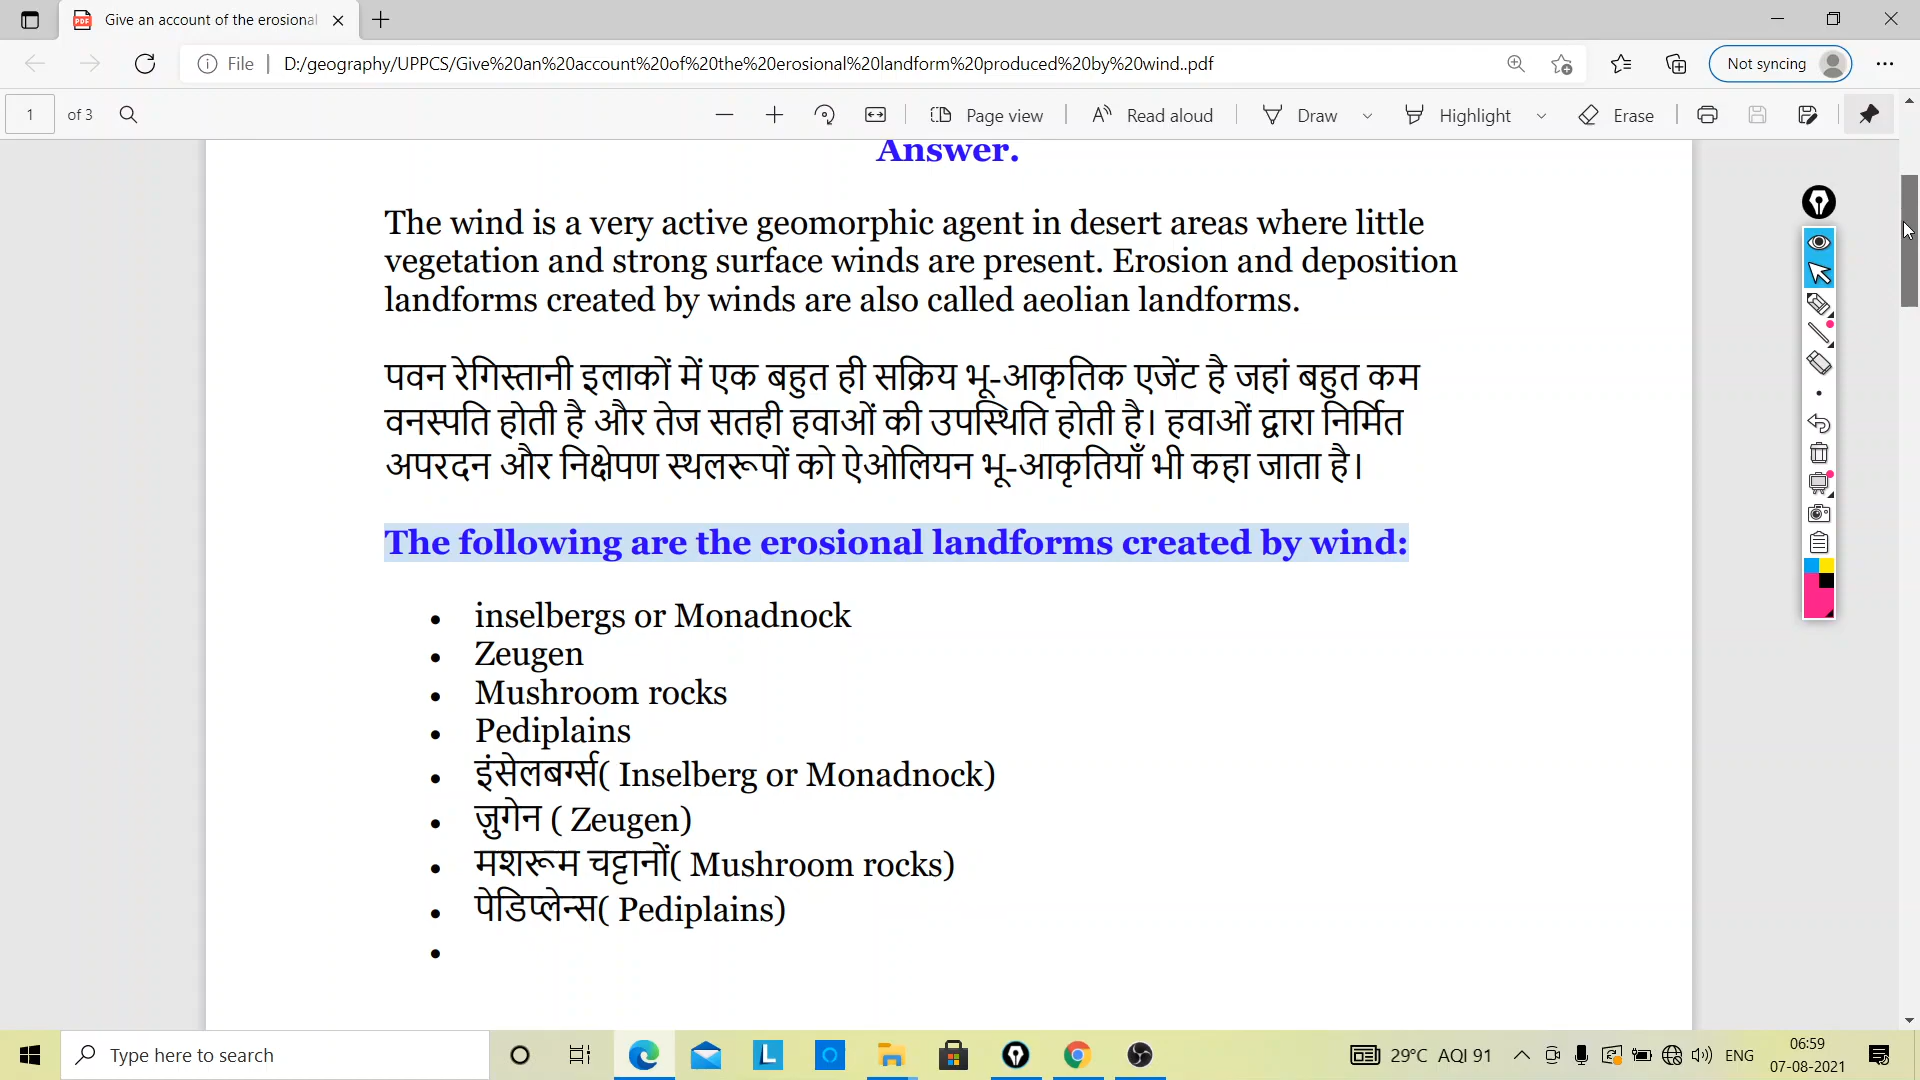 Give an account of the erosional
File
D:/geography/UPPCS/Give%20an%20account%20of%20the%20erosional%20landform%20produced%20by%20wind..pdf
Not syncing
1 of 3
Page view
Read aloud
Draw
Highlight
Erase
Answer.
The wind is a very active geomorphic agent in desert areas where little
vegetation and strong surface winds are present. Erosion and deposition
landforms created by winds are also called aeolian landforms.
पवन रेगिस्तानी इलाकों में एक बहुत ही सक्रिय भू-आकृतिक एजेंट है जहां बहुत कम
वनस्पति होती है और तेज सतही हवाओं की उपस्थिति होती है। हवाओं द्वारा निर्मित
अपरदन और निक्षेपण स्थलरूपों को ऐओलियन भू-आकृतियाँ भी कहा जाता है।
The following are the erosional landforms created by wind:
• inselbergs or Monadnock
• Zeugen
• Mushroom rocks
• Pediplains
• इंसेलबर्ग्स( Inselberg or Monadnock)
• ज़ुगेन ( Zeugen)
• मशरूम चट्टानों( Mushroom rocks)
• पेडिप्लेन्स( Pediplains)
•
Type here to search
29°C AQI 91
ENG
06:59
07-08-2021